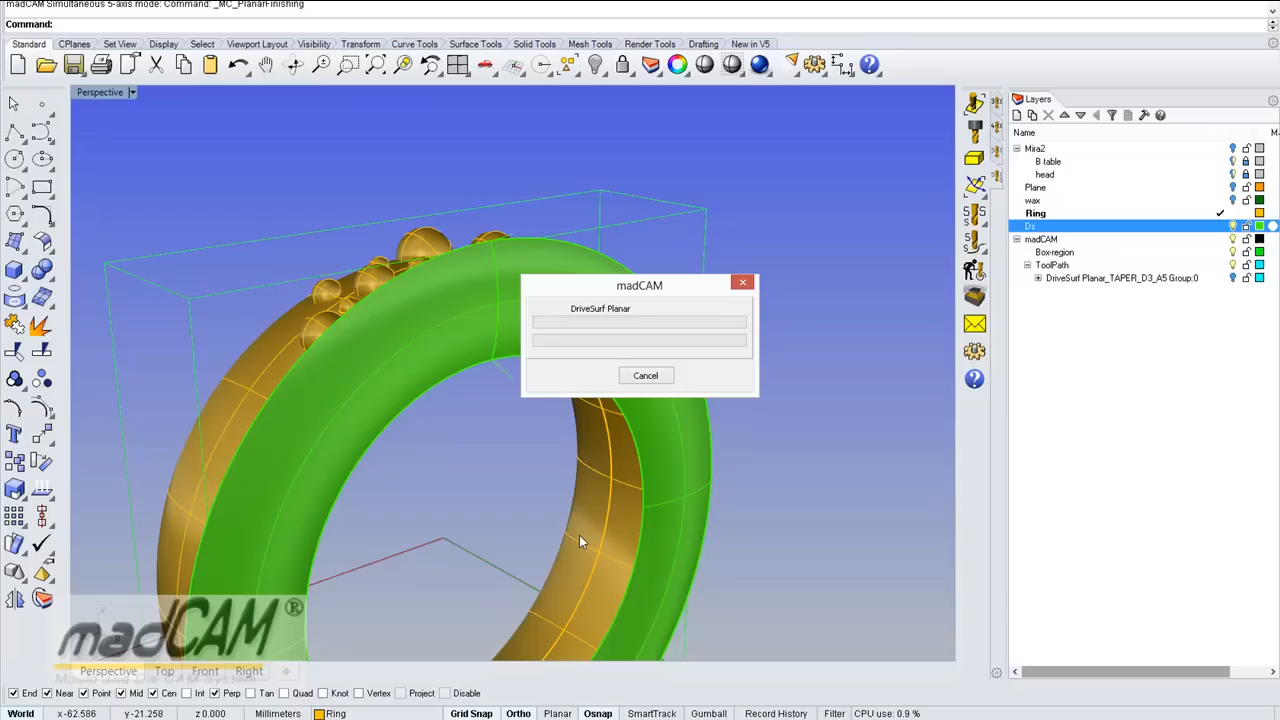 madCAM Simultaneous 5-axis mode: Command: _MC_PlanarFinishing
Command:
Standard CPlanes Set View Display Select Viewport Layout Visibility Transform Curve Tools Surface Tools Solid Tools Mesh Tools Render Tools Drafting New in V5
Perspective
Layers
Name M
Mira2
B table
head
Plane
wax
Ring
Ds
madCAM
Box-region
ToolPath
DriveSurf Planar_TAPER_D3_A5 Group:0
madCAM
DriveSurf Planar
Cancel
madCAM®
Perspective Top Front Right
Mould and Die CAM System
End Near Point Mid Cen Int Perp Tan Quad Knot Vertex Project Disable
World x-62.586 y-21.258 z 0.000 Millimeters Ring Grid Snap Ortho Planar Osnap SmartTrack Gumball Record History Filter CPU use: 0.9 %